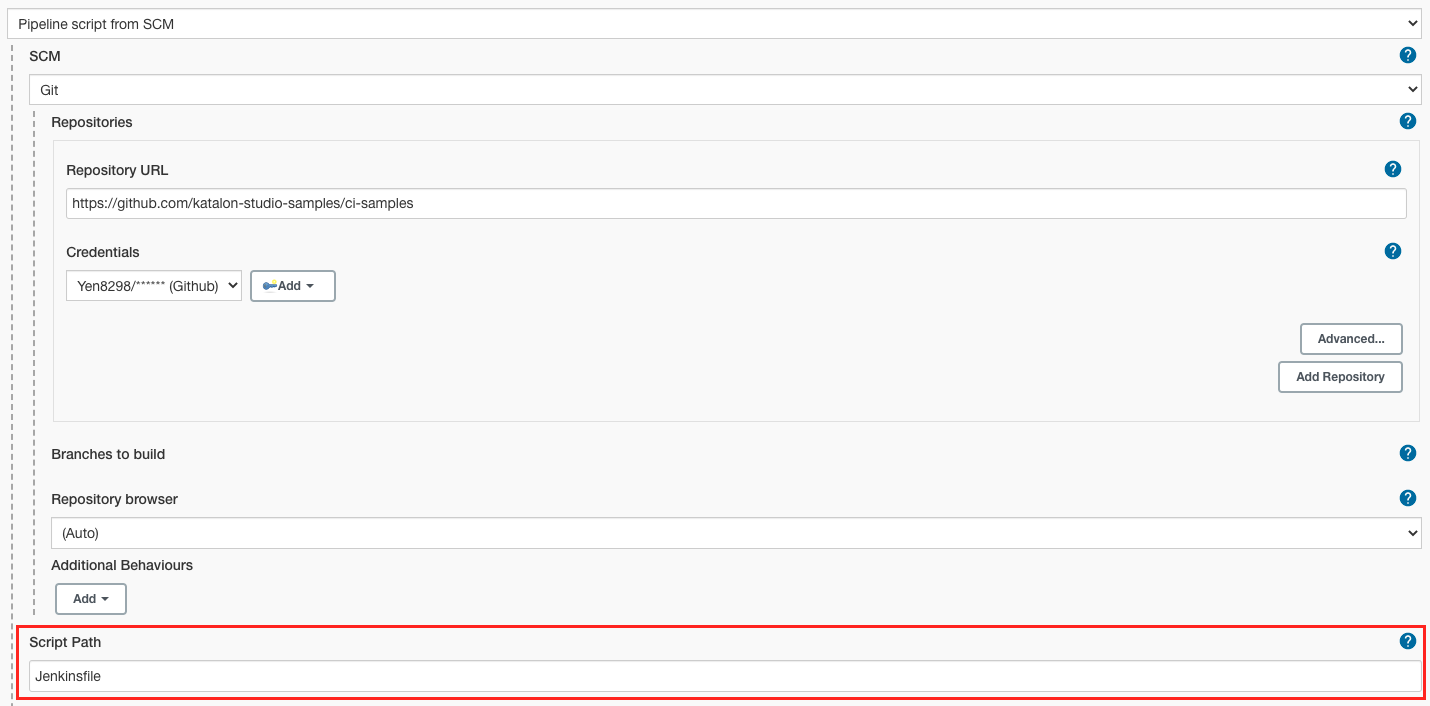 Pipeline script from SCM
SCM
?
Git
Repositories
?
Repository URL
?
https://github.com/katalon-studio-samples/ci-samples
Credentials
?
Yen8298/****** (Github)
Add
Advanced...
Add Repository
Branches to build
?
Repository browser
?
(Auto)
Additional Behaviours
Add
Script Path
?
Jenkinsfile